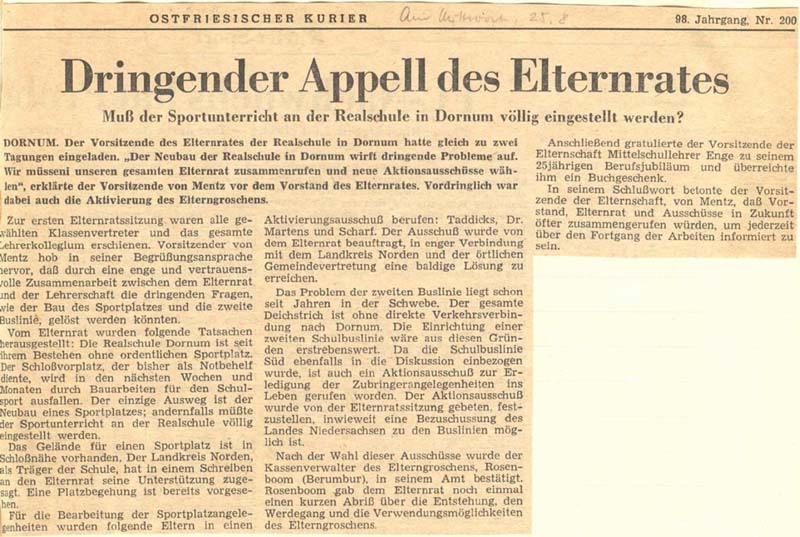 OSTFRIESISCHER KURIER
25. 8
98. Jahrgang, Nr. 200
Dringender Appell des Elternrates
Muß der Sportunterricht an der Realschule in Dornum völlig eingestellt werden?
DORNUM. Der Vorsitzende des Elternrates der Realschule in Dornum hatte gleich zu zwei
Tagungen eingeladen. „Der Neubau der Realschule in Dornum wirft dringende Probleme auf.
Wir müsseni unseren gesamten Elternrat zusammenrufen und neue Aktionsausschüsse wäh-
len“, erklärte der Vorsitzende von Mentz vor dem Vorstand des Elternrates. Vordringlich war
dabei auch die Aktivierung des Elterngroschens.
Zur ersten Elternratssitzung waren alle ge-
wählten Klassenvertreter und das gesamte
Lehrerkollegium erschienen. Vorsitzender von
Mentz hob in seiner Begrüßungsansprache
hervor, daß durch eine enge und vertrauens-
volle Zusammenarbeit zwischen dem Elternrat
und der Lehrerschaft die dringenden Fragen,
wie der Bau des Sportplatzes und die zweite
Buslinie, gelöst werden könnten.
Vom Elternrat wurden folgende Tatsachen
herausgestellt: Die Realschule Dornum ist seit
ihrem Bestehen ohne ordentlichen Sportplatz.
Der Schloßvorplatz, der bisher als Notbehelf
diente, wird in den nächsten Wochen und
Monaten durch Bauarbeiten für den Schul-
sport ausfallen. Der einzige Ausweg ist der
Neubau eines Sportplatzes; andernfalls müßte
der Sportunterricht an der Realschule völlig
eingestellt werden.
Das Gelände für einen Sportplatz ist in
Schloßnähe vorhanden. Der Landkreis Norden,
als Träger der Schule, hat in einem Schreiben
an den Elternrat seine Unterstützung zuge-
sagt. Eine Platzbegehung ist bereits vorgese-
hen.
Für die Bearbeitung der Sportplatzangele-
genheiten wurden folgende Eltern in einen
Aktivierungsausschuß berufen: Taddicks, Dr.
Martens und Scharf. Der Ausschuß wurde von
dem Elternrat beauftragt, in enger Verbindung
mit dem Landkreis Norden und der örtlichen
Gemeindevertretung eine baldige Lösung zu
erreichen.
Das Problem der zweiten Buslinie liegt schon
seit Jahren in der Schwebe. Der gesamte
Deichstrich ist ohne direkte Verkehrsverbin-
dung nach Dornum. Die Einrichtung einer
zweiten Schulbuslinie wäre aus diesen Grün-
den erstrebenswert. Da die Schulbuslinie
Süd ebenfalls in die Diskussion einbezogen
wurde, ist auch ein Aktionsausschuß zur Er-
ledigung der Zubringerangelegenheiten ins
Leben gerufen worden. Der Aktionsausschuß
wurde von der Elternratssitzung gebeten, fest-
zustellen, inwieweit eine Bezuschussung des
Landes Niedersachsen zu den Buslinien mög-
lich ist.
Nach der Wahl dieser Ausschüsse wurde der
Kassenverwalter des Elterngroschens, Rosen-
boom (Berumbur), in seinem Amt bestätigt.
Rosenboom gab dem Elternrat noch einmal
einen kurzen Abriß über die Entstehung, den
Werdegang und die Verwendungsmöglichkeiten
des Elterngroschens.
Anschließend gratulierte der Vorsitzende der
Elternschaft Mittelschullehrer Enge zu seinem
25jährigen Berufsjubiläum und überreichte
ihm ein Buchgeschenk.
In seinem Schlußwort betonte der Vorsit-
zende der Elternschaft, von Mentz, daß Vor-
stand, Elternrat und Ausschüsse in Zukunft
öfter zusammengerufen würden, um jederzeit
über den Fortgang der Arbeiten informiert zu
sein.